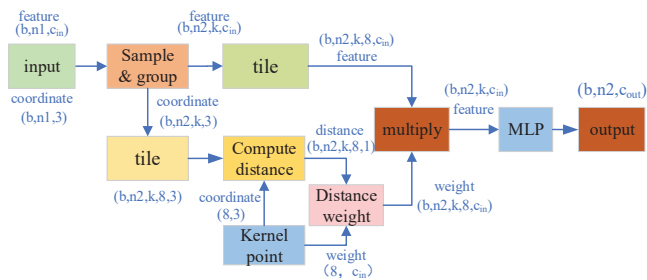 feature
(b,n1,c_in)
input
coordinate
(b,n1,3)
Sample
& group
feature
(b,n2,k,c_in)
tile
(b,n2,k,8,c_in)
feature
coordinate
(b,n2,k,3)
tile
(b,n2,k,8,3)
Compute
distance
distance
(b,n2,k,8,1)
coordinate
(8,3)
Kernel
point
weight
(8, c_in)
Distance
weight
weight
(b,n2,k,8,c_in)
multiply
(b,n2,k,c_in)
feature
MLP
(b,n2,c_out)
output